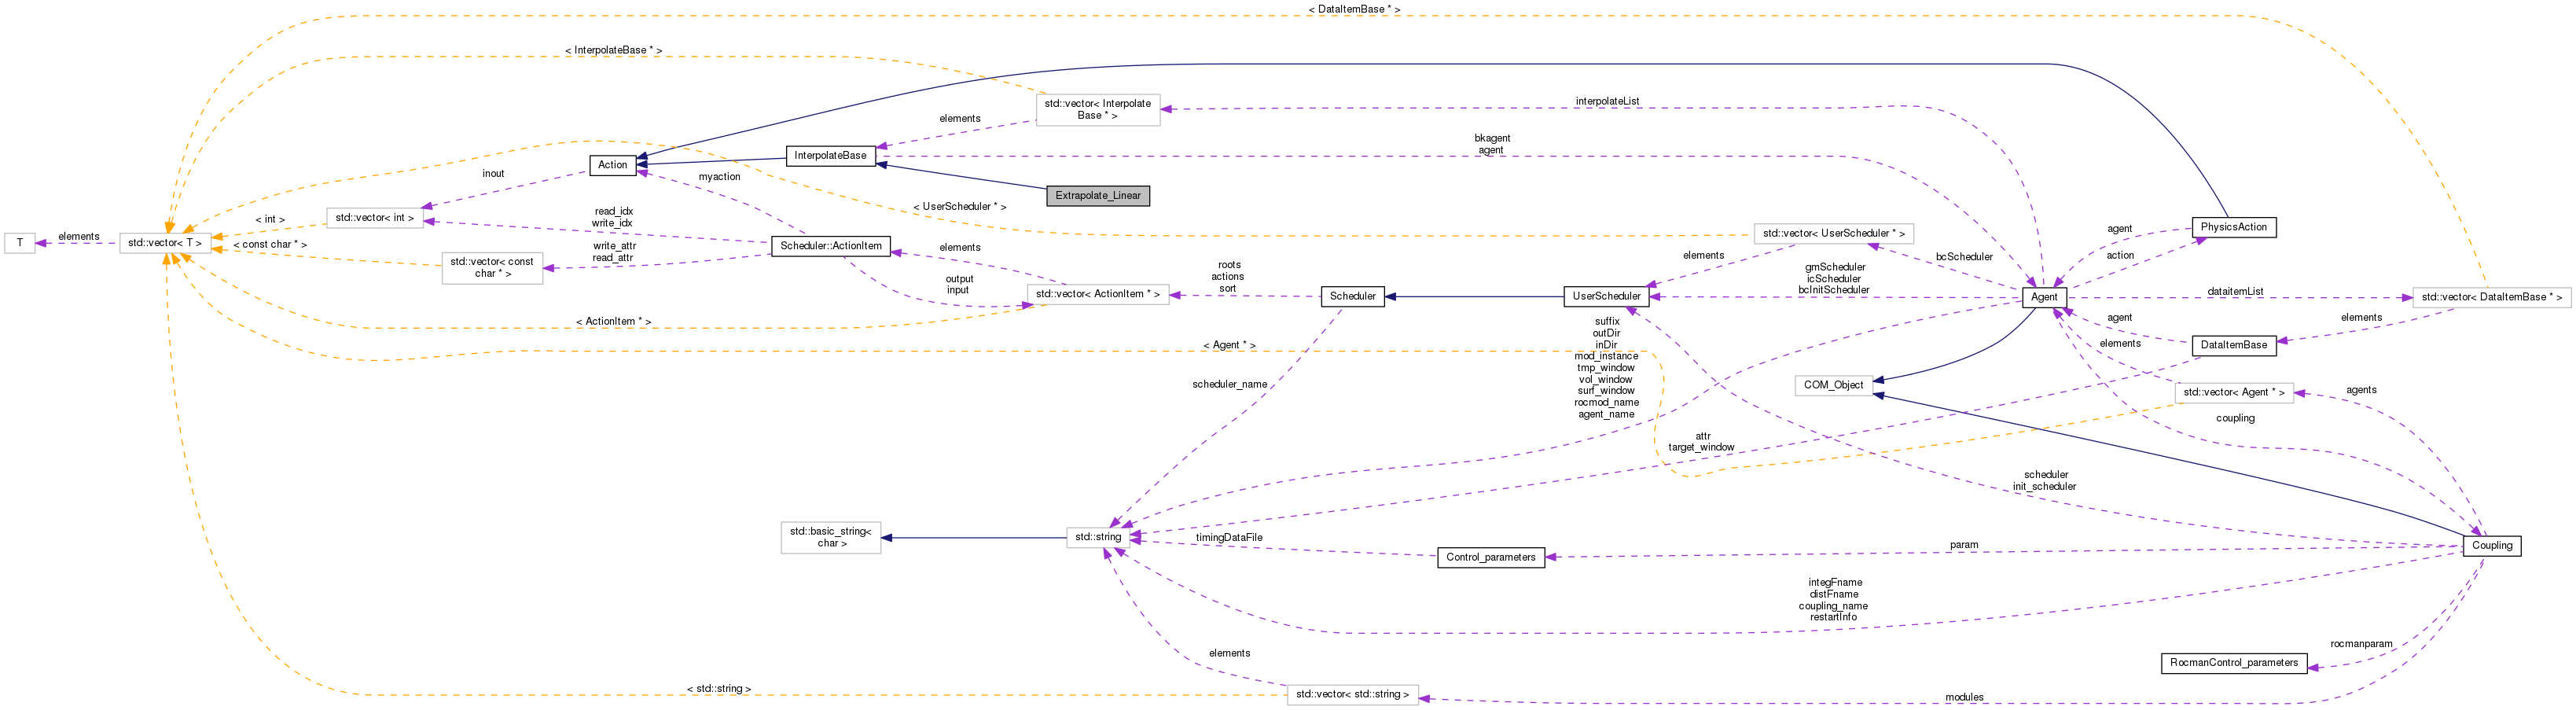 < DataItemBase * >
< InterpolateBase * >
std::vector< Interpolate
Base * >
interpolateList
elements
bkagent
agent
InterpolateBase
Action
inout
myaction
Extrapolate_Linear
< UserScheduler * >
std::vector< int >
< int >
read_idx
write_idx
T
elements
std::vector< T >
< const char * >
Scheduler::ActionItem
write_attr
read_attr
std::vector< const
char * >
elements
output
input
std::vector< ActionItem * >
< ActionItem * >
roots
actions
sort
Scheduler
UserScheduler
std::vector< UserScheduler * >
elements
bcScheduler
gmScheduler
icScheduler
bcInitScheduler
Agent
agent
action
PhysicsAction
dataitemList
std::vector< DataItemBase * >
elements
agent
DataItemBase
elements
< Agent * >
suffix
outDir
inDir
mod_instance
tmp_window
vol_window
surf_window
rocmod_name
agent_name
scheduler_name
COM_Object
std::vector< Agent * >
agents
coupling
attr
target_window
scheduler
init_scheduler
std::basic_string<
char >
std::string
timingDataFile
Control_parameters
param
Coupling
integFname
distFname
coupling_name
restartInfo
elements
rocmanparam
RocmanControl_parameters
< std::string >
std::vector< std::string >
modules